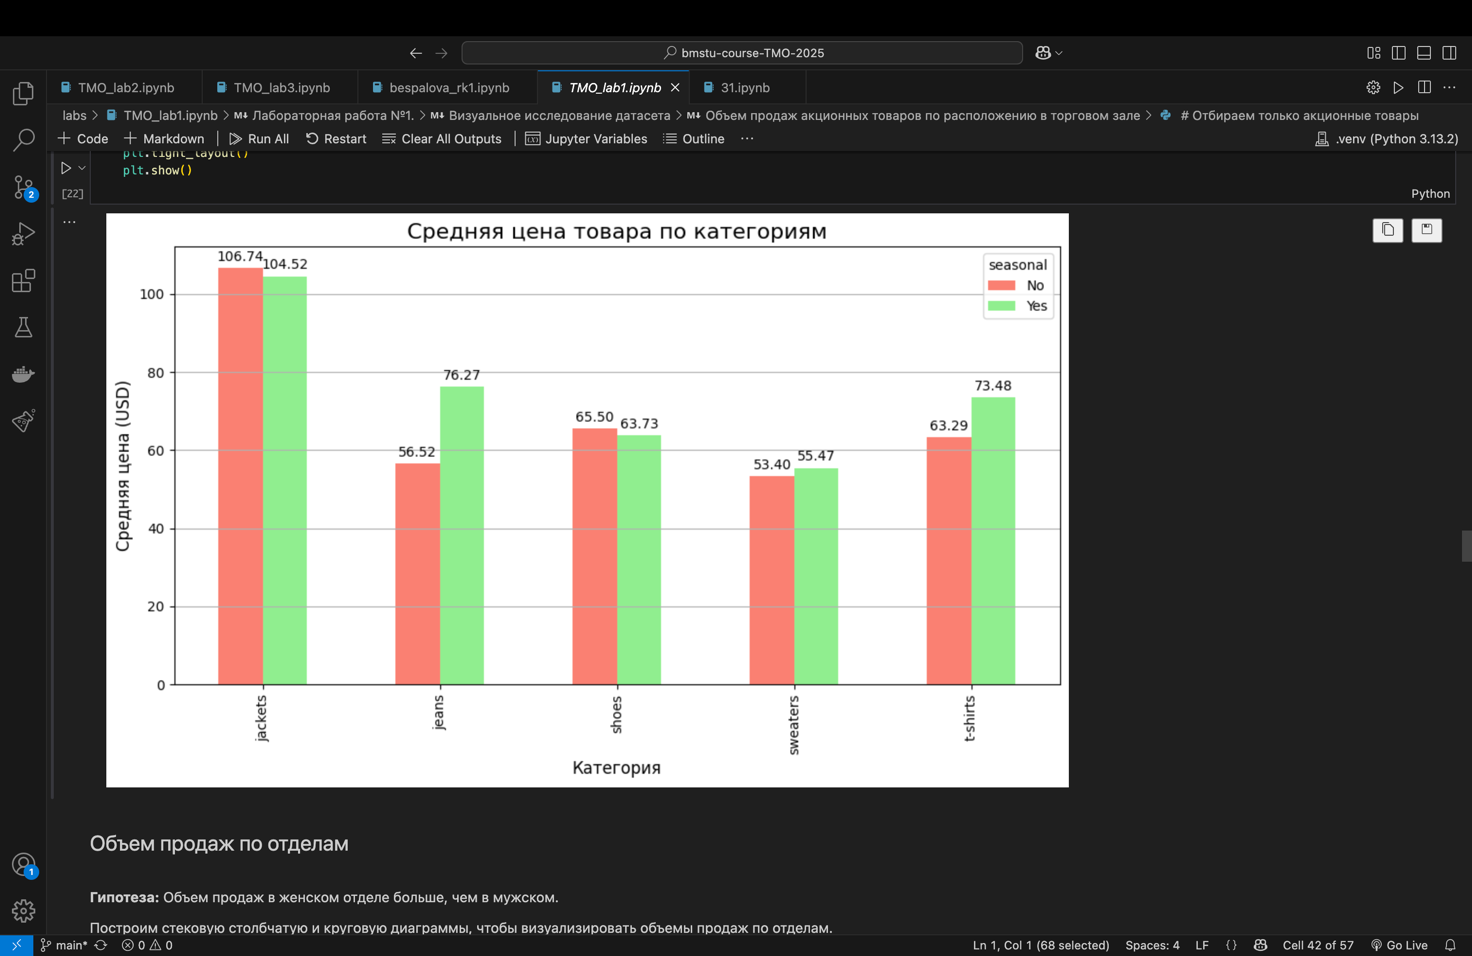 bmstu-course-TMO-2025
TMO_lab2.ipynb TMO_lab3.ipynb bespalova_rk1.ipynb TMO_lab1.ipynb 31.ipynb
labs > TMO_lab1.ipynb > M↓ Лабораторная работа №1. > M↓ Визуальное исследование датасета > M↓ Объем продаж акционных товаров по расположению в торговом зале > # Отбираем только акционные товары
+ Code + Markdown Run All Restart Clear All Outputs Jupyter Variables Outline ... .venv (Python 3.13.2)
plt.tight_layout()
plt.show()
[22]
Python
Средняя цена товара по категориям
106.74
104.52
76.27
56.52
65.50
63.73
53.40
55.47
63.29
73.48
seasonal
No
Yes
100
80
60
40
20
0
Средняя цена (USD)
jackets
jeans
shoes
sweaters
t-shirts
Категория
Объем продаж по отделам
Гипотеза: Объем продаж в женском отделе больше, чем в мужском.
Построим стековую столбчатую и круговую диаграммы, чтобы визуализировать объемы продаж по отделам.
2
1
main* 0 0 Ln 1, Col 1 (68 selected) Spaces: 4 LF {} Cell 42 of 57 Go Live